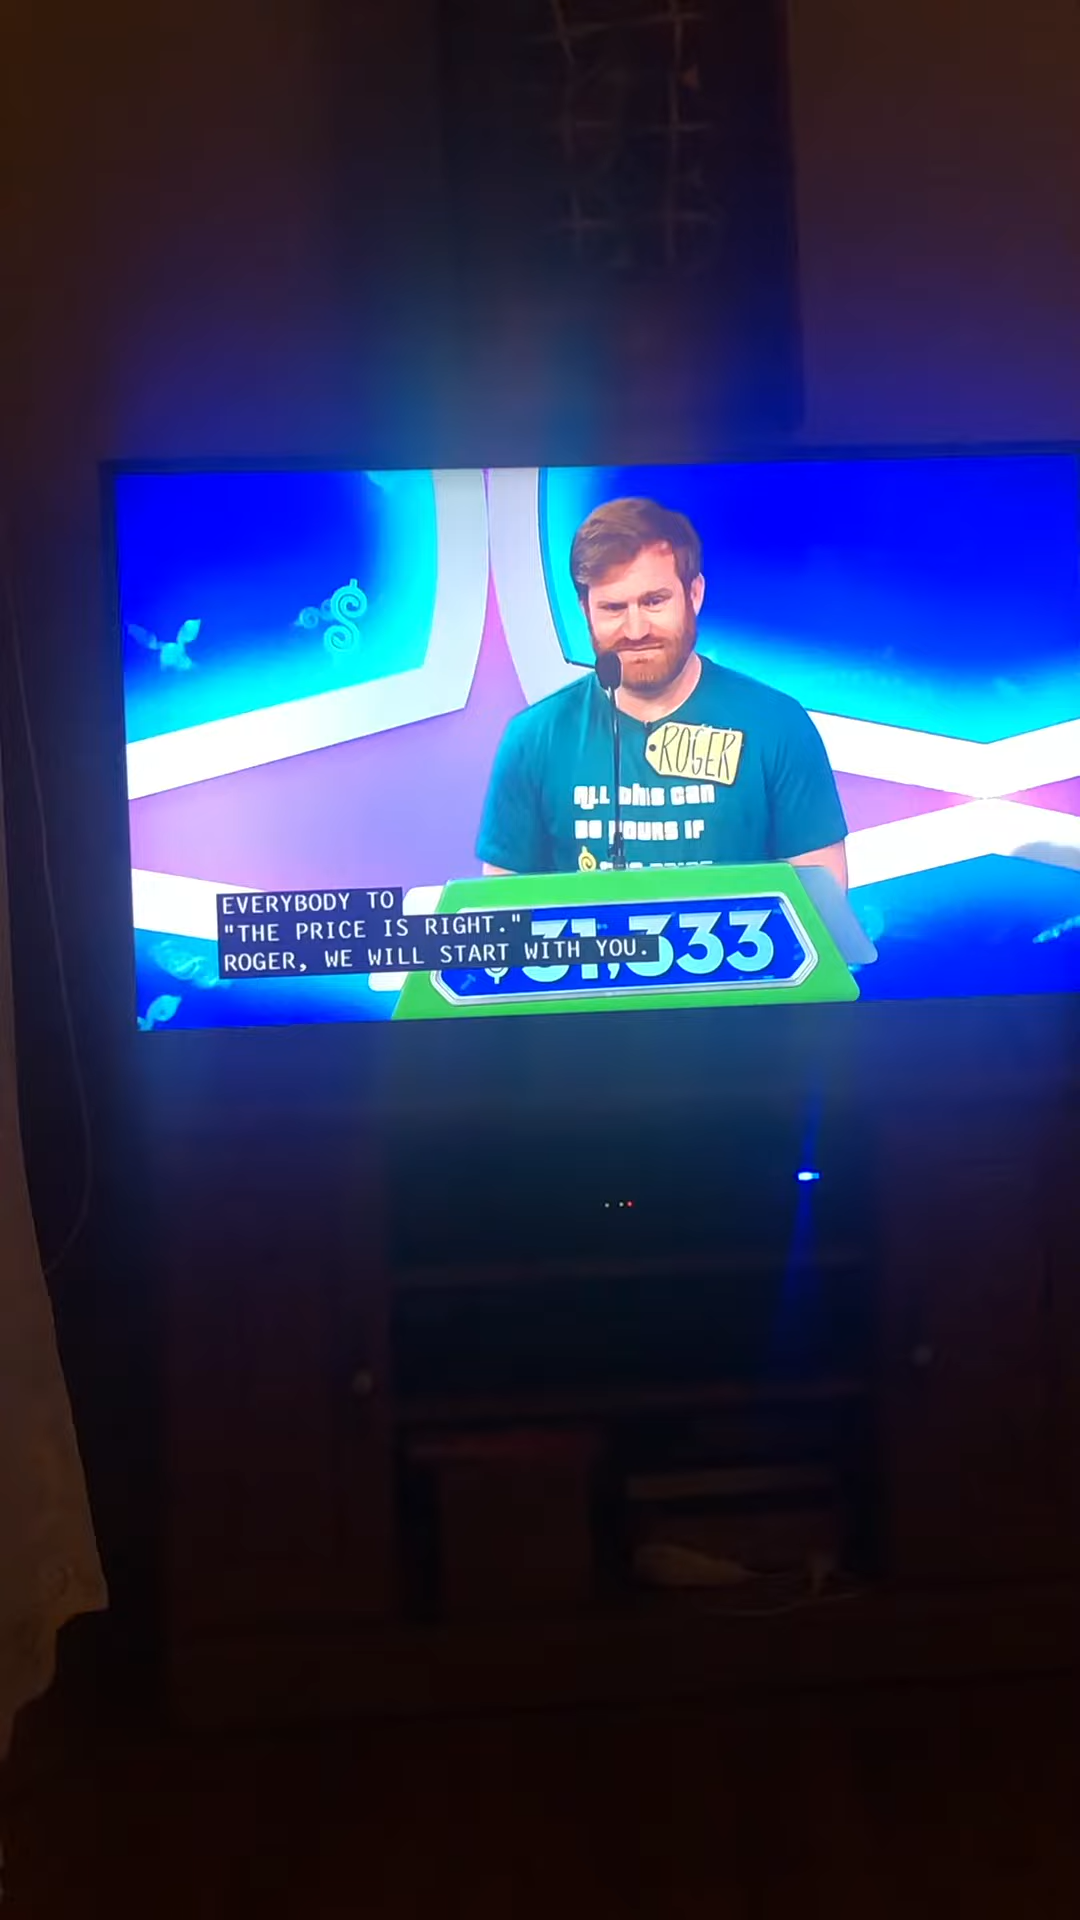 ROGER
ALL this can
be yours if
EVERYBODY TO
"THE PRICE IS RIGHT."
ROGER, WE WILL START WITH YOU.
31,333